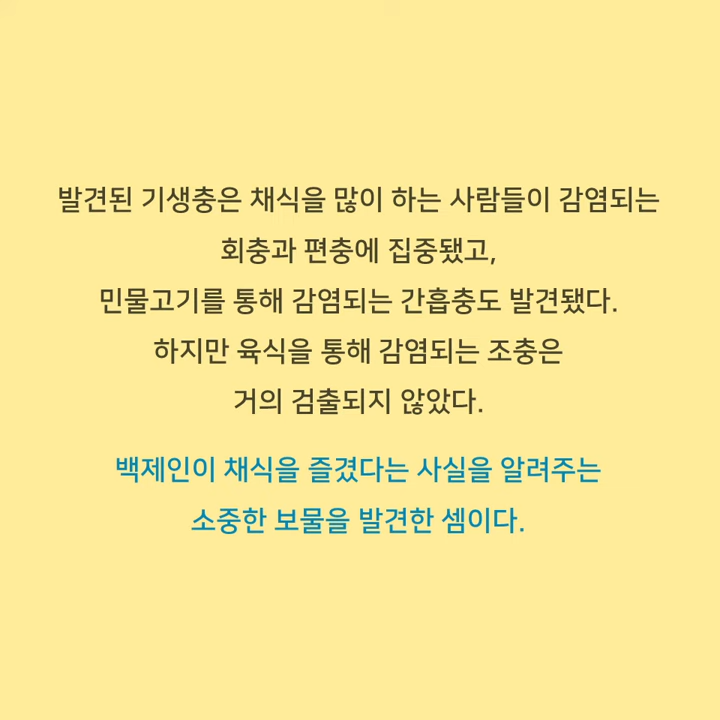 발견된 기생충은 채식을 많이 하는 사람들이 감염되는
회충과 편충에 집중됐고,
민물고기를 통해 감염되는 간흡충도 발견됐다.
하지만 육식을 통해 감염되는 조충은
거의 검출되지 않았다.
백제인이 채식을 즐겼다는 사실을 알려주는
소중한 보물을 발견한 셈이다.